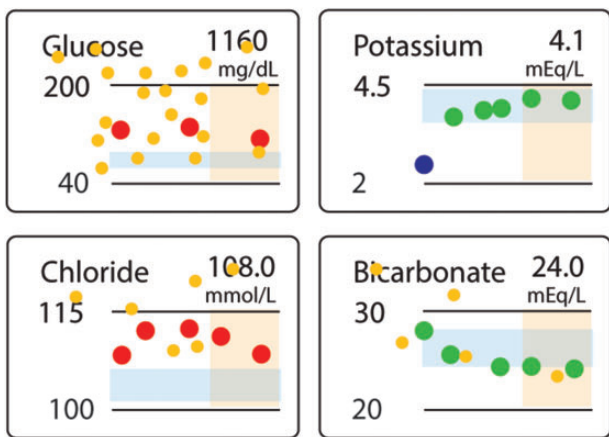 Glucose 1160
mg/dL
200
40
Potassium 4.1
mEq/L
4.5
2
Chloride 108.0
mmol/L
115
100
Bicarbonate 24.0
mEq/L
30
20